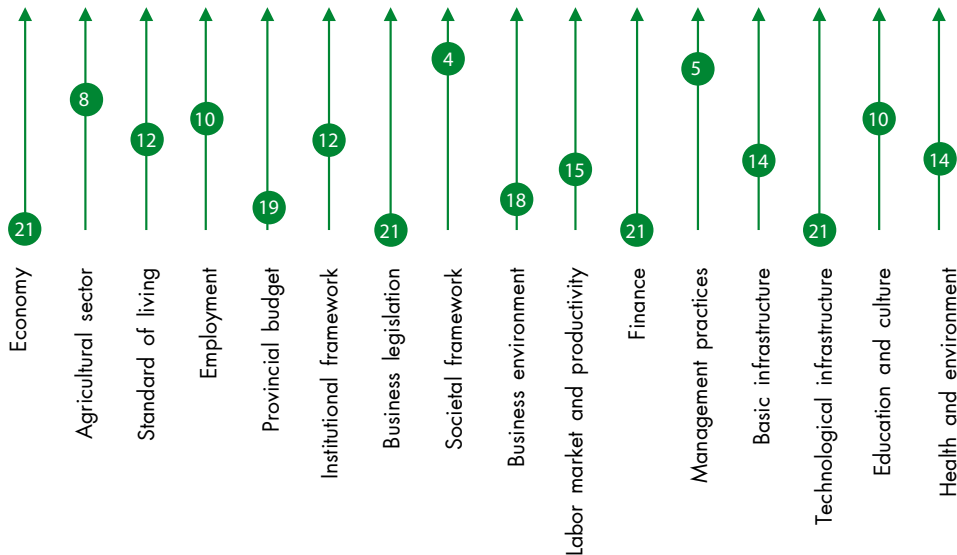 21
8
12
10
19
12
21
4
18
15
21
5
14
21
10
14
Economy
Agricultural sector
Standard of living
Employment
Provincial budget
Institutional framework
Business legislation
Societal framework
Business environment
Labor market and productivity
Finance
Management practices
Basic infrastructure
Technological infrastructure
Education and culture
Health and environment